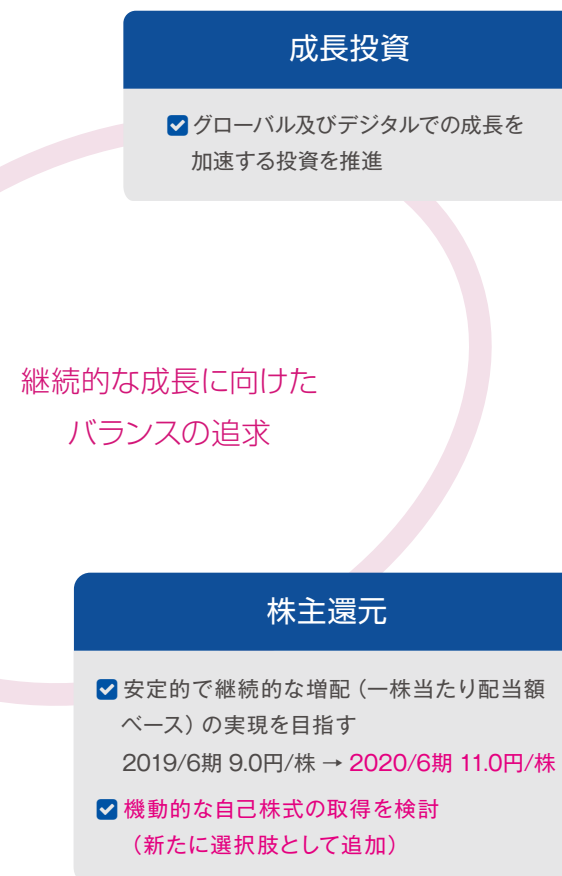 成長投資
グローバル及びデジタルでの成長を
加速する投資を推進
継続的な成長に向けた
バランスの追求
株主還元
安定的で継続的な増配（一株当たり配当額
ベース）の実現を目指す
2019/6期 9.0円/株 → 2020/6期 11.0円/株
機動的な自己株式の取得を検討
（新たに選択肢として追加）